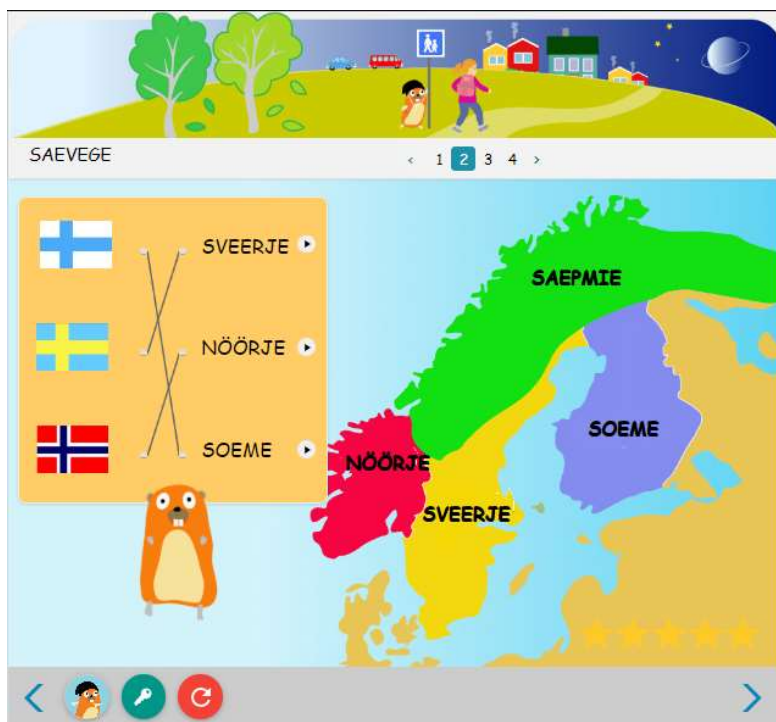 SAEVEGE
‹ 1 2 3 4 ›
SVEERJE
NÖÖRJE
SOEME
SAEPMIE
SOEME
NÖÖRJE
SVEERJE